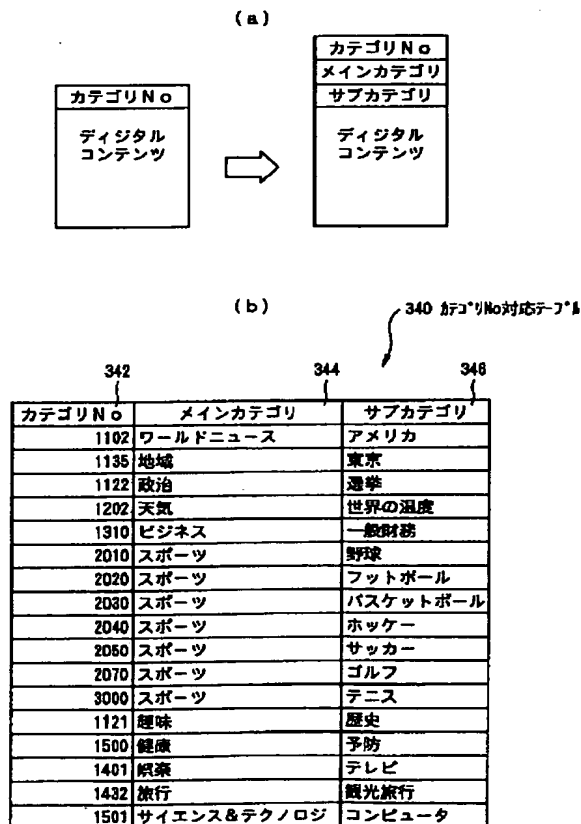 (a)
カテゴリNo
ディジタル
コンテンツ
カテゴリNo
メインカテゴリ
サブカテゴリ
ディジタル
コンテンツ
(b)
340 カテゴリNo対応テーブル
342 344 346
カテゴリNo メインカテゴリ サブカテゴリ
1102 ワールドニュース アメリカ
1135 地域 東京
1122 政治 選挙
1202 天気 世界の温度
1310 ビジネス 一般財務
2010 スポーツ 野球
2020 スポーツ フットボール
2030 スポーツ バスケットボール
2040 スポーツ ホッケー
2050 スポーツ サッカー
2070 スポーツ ゴルフ
3000 スポーツ テニス
1121 趣味 歴史
1500 健康 予防
1401 娯楽 テレビ
1432 旅行 観光旅行
1501 サイエンス&テクノロジ コンピュータ